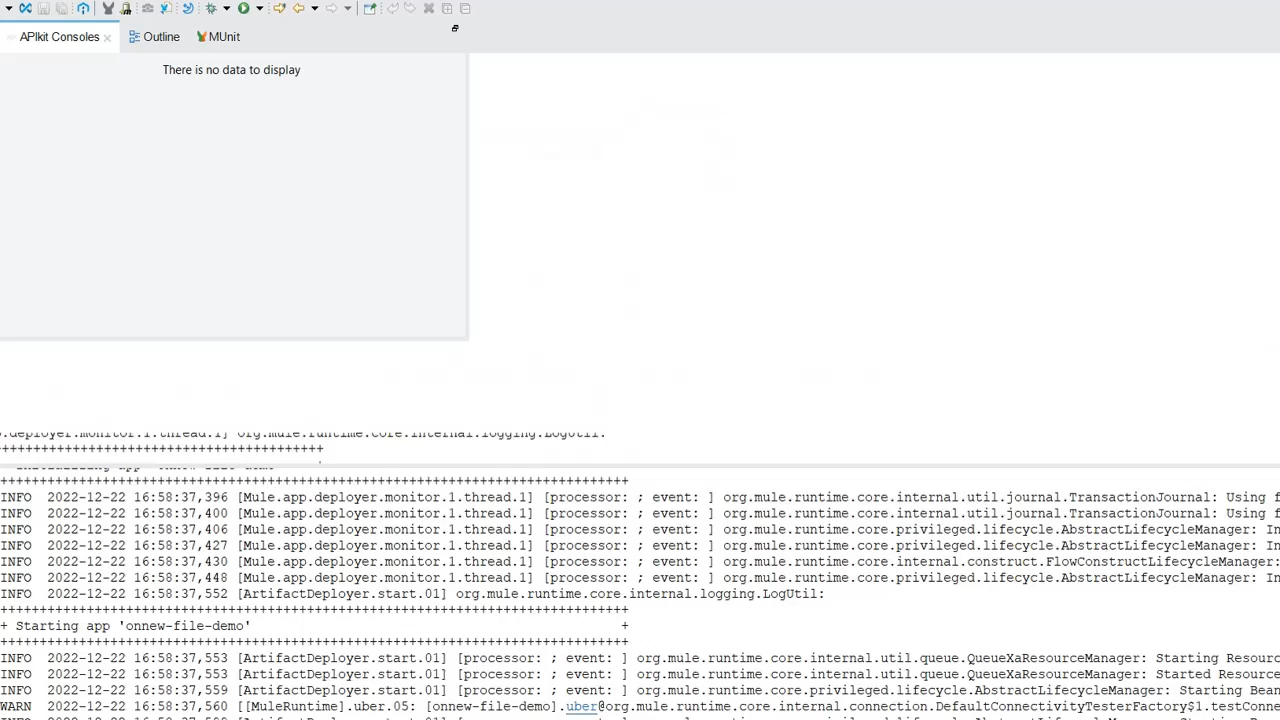 APIkit Consoles
Outline
MUnit
There is no data to display
.deployer.monitor.1.thread.1] org.mule.runtime.core.internal.logging.LogUtil:
+++++++++++++++++++++++++++++++++++++++++
+++++++++++++++++++++++++++++++++++++++++++++++++++++++++++++++++++++++++++++++
INFO  2022-12-22 16:58:37,396 [Mule.app.deployer.monitor.1.thread.1] [processor: ; event: ] org.mule.runtime.core.internal.util.journal.TransactionJournal: Using f
INFO  2022-12-22 16:58:37,400 [Mule.app.deployer.monitor.1.thread.1] [processor: ; event: ] org.mule.runtime.core.internal.util.journal.TransactionJournal: Using f
INFO  2022-12-22 16:58:37,406 [Mule.app.deployer.monitor.1.thread.1] [processor: ; event: ] org.mule.runtime.core.privileged.lifecycle.AbstractLifecycleManager: In
INFO  2022-12-22 16:58:37,427 [Mule.app.deployer.monitor.1.thread.1] [processor: ; event: ] org.mule.runtime.core.privileged.lifecycle.AbstractLifecycleManager: In
INFO  2022-12-22 16:58:37,430 [Mule.app.deployer.monitor.1.thread.1] [processor: ; event: ] org.mule.runtime.core.internal.construct.FlowConstructLifecycleManager:
INFO  2022-12-22 16:58:37,448 [Mule.app.deployer.monitor.1.thread.1] [processor: ; event: ] org.mule.runtime.core.privileged.lifecycle.AbstractLifecycleManager: In
INFO  2022-12-22 16:58:37,552 [ArtifactDeployer.start.01] org.mule.runtime.core.internal.logging.LogUtil:
+++++++++++++++++++++++++++++++++++++++++++++++++++++++++++++++++++++++++++++++
+ Starting app 'onnew-file-demo' +
+++++++++++++++++++++++++++++++++++++++++++++++++++++++++++++++++++++++++++++++
INFO  2022-12-22 16:58:37,553 [ArtifactDeployer.start.01] [processor: ; event: ] org.mule.runtime.core.internal.util.queue.QueueXaResourceManager: Starting Resourc
INFO  2022-12-22 16:58:37,553 [ArtifactDeployer.start.01] [processor: ; event: ] org.mule.runtime.core.internal.util.queue.QueueXaResourceManager: Started Resource
INFO  2022-12-22 16:58:37,559 [ArtifactDeployer.start.01] [processor: ; event: ] org.mule.runtime.core.privileged.lifecycle.AbstractLifecycleManager: Starting Bean
WARN  2022-12-22 16:58:37,560 [[MuleRuntime].uber.05: [onnew-file-demo].uber@org.mule.runtime.core.internal.connection.DefaultConnectivityTesterFactory$1.testConne